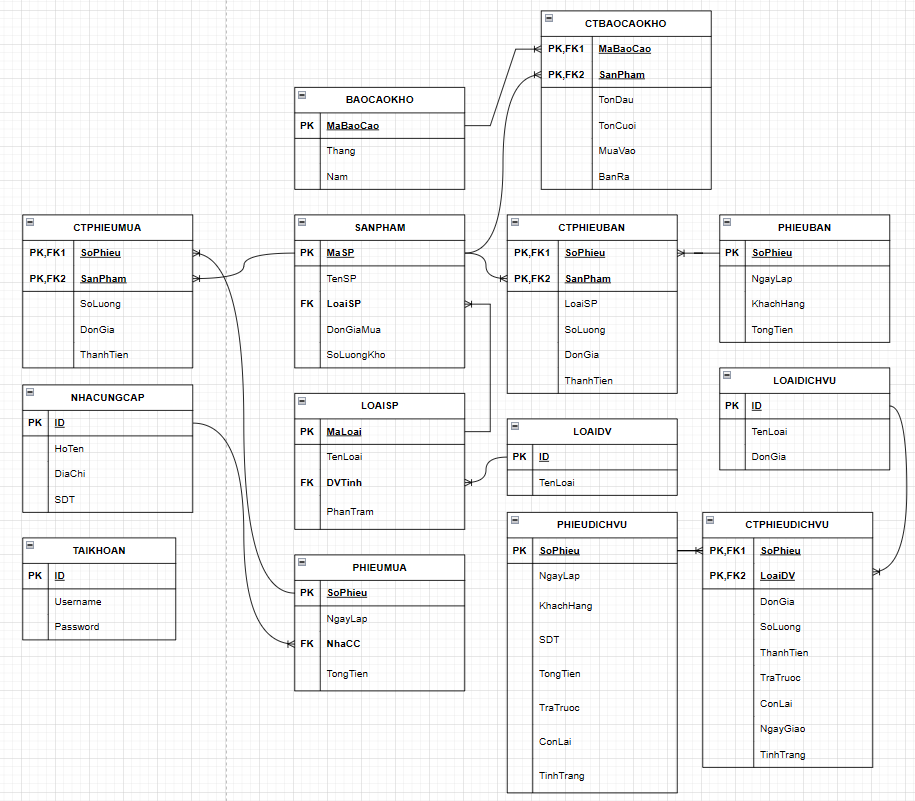 CTBAOCAOKHO
PK,FK1 MaBaoCao
PK,FK2 SanPham
TonDau
TonCuoi
MuaVao
BanRa
BAOCAOKHO
PK MaBaoCao
Thang
Nam
CTPHIEUMUA
PK,FK1 SoPhieu
PK,FK2 SanPham
SoLuong
DonGia
ThanhTien
SANPHAM
PK MaSP
TenSP
FK LoaiSP
DonGiaMua
SoLuongKho
CTPHIEUBAN
PK,FK1 SoPhieu
PK,FK2 SanPham
LoaiSP
SoLuong
DonGia
ThanhTien
PHIEUBAN
PK SoPhieu
NgayLap
KhachHang
TongTien
NHACUNGCAP
PK ID
HoTen
DiaChi
SDT
LOAISP
PK MaLoai
TenLoai
FK DVTinh
PhanTram
LOAIDV
PK ID
TenLoai
LOAIDICHVU
PK ID
TenLoai
DonGia
TAIKHOAN
PK ID
Username
Password
PHIEUMUA
PK SoPhieu
NgayLap
FK NhaCC
TongTien
PHIEUDICHVU
PK SoPhieu
NgayLap
KhachHang
SDT
TongTien
TraTruoc
ConLai
TinhTrang
CTPHIEUDICHVU
PK,FK1 SoPhieu
PK,FK2 LoaiDV
DonGia
SoLuong
ThanhTien
TraTruoc
ConLai
NgayGiao
TinhTrang